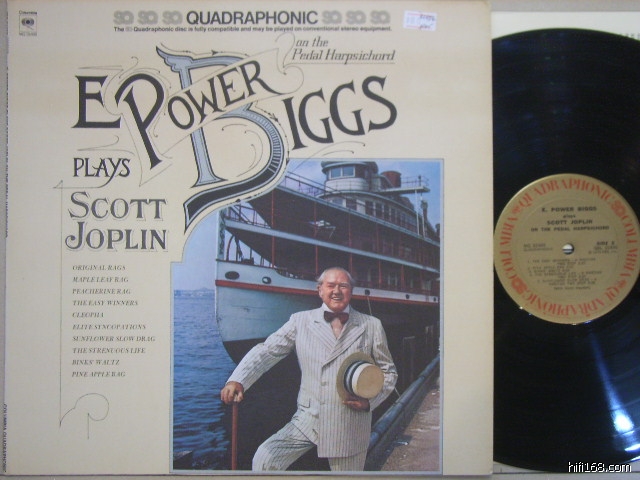 Columbia
SQ SQ SQ QUADRAPHONIC SQ SQ SQ
The SQ Quadraphonic disc is fully compatible and may be played on conventional stereo equipment.
on the
Pedal Harpsichord
E. POWER
BIGGS
PLAYS
SCOTT
JOPLIN
ORIGINAL RAGS
MAPLE LEAF RAG
PEACHERINE RAG
THE EASY WINNERS
CLEOPHA
ELITE SYNCOPATIONS
SUNFLOWER SLOW DRAG
THE STRENUOUS LIFE
BINKS' WALTZ
PINE APPLE RAG
QUADRAPHONIC
COLUMBIA
E. POWER BIGGS
plays
SCOTT JOPLIN
ON THE PEDAL HARPSICHORD
hifi168.com